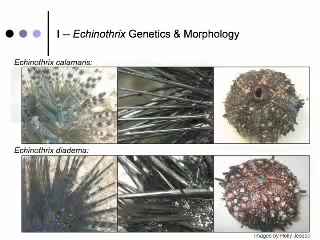 I -- Echinothrix Genetics & Morphology
Echinothrix calamaris:
Echinothrix diadema:
Images by Holly Jessop